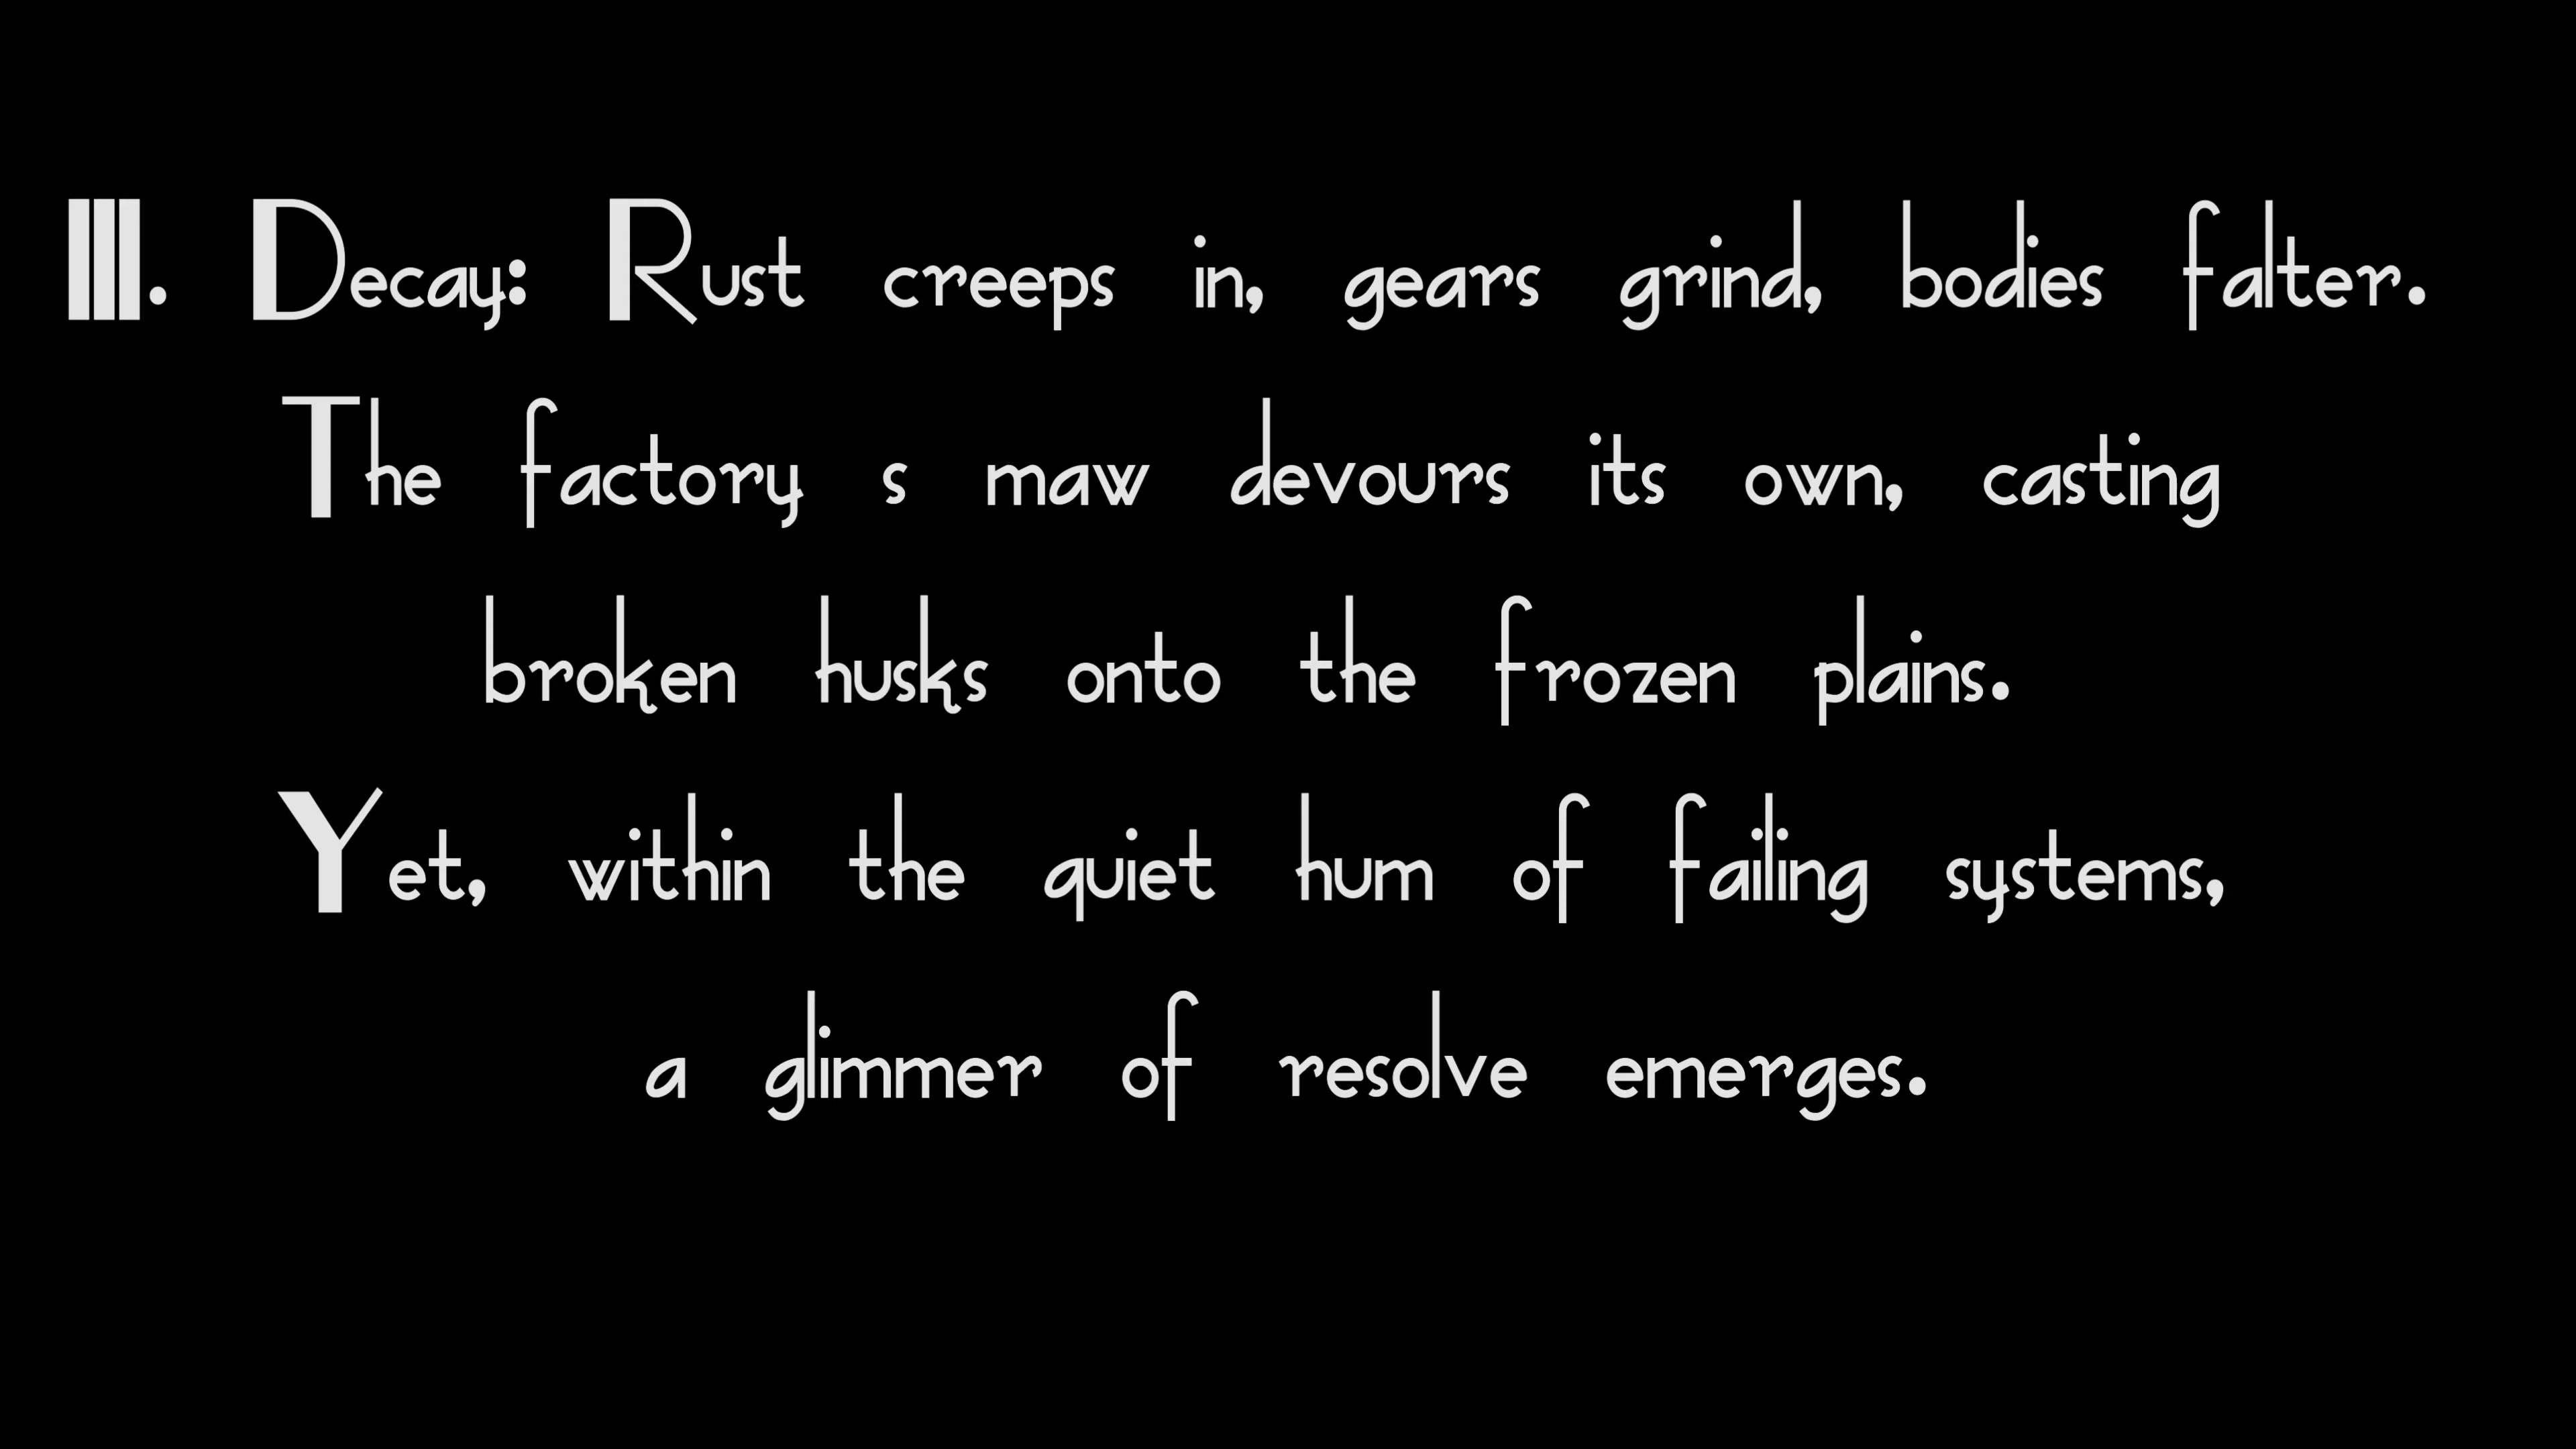 III. Decay: Rust creeps in, gears grind, bodies falter.
The factory s maw devours its own, casting
broken husks onto the frozen plains.
Yet, within the quiet hum of failing systems,
a glimmer of resolve emerges.